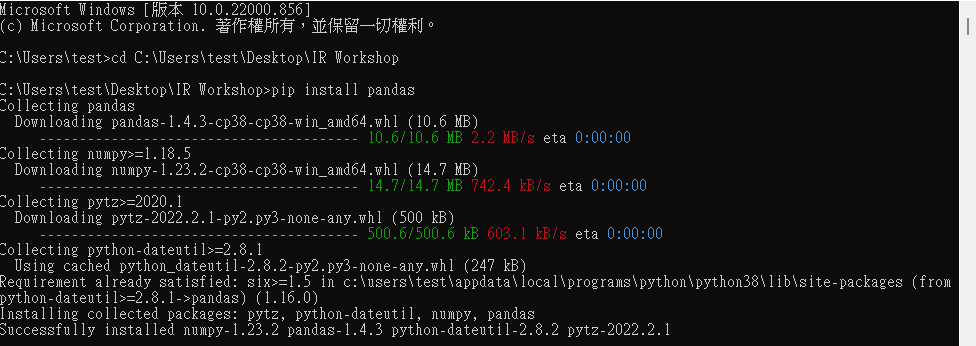 Microsoft Windows [版本 10.0.22000.856]
(c) Microsoft Corporation. 著作權所有，並保留一切權利。
C:\Users\test>cd C:\Users\test\Desktop\IR Workshop
C:\Users\test\Desktop\IR Workshop>pip install pandas
Collecting pandas
  Downloading pandas-1.4.3-cp38-cp38-win_amd64.whl (10.6 MB)
     ---------------------------------------- 10.6/10.6 MB 2.2 MB/s eta 0:00:00
Collecting numpy>=1.18.5
  Downloading numpy-1.23.2-cp38-cp38-win_amd64.whl (14.7 MB)
     ---------------------------------------- 14.7/14.7 MB 742.4 kB/s eta 0:00:00
Collecting pytz>=2020.1
  Downloading pytz-2022.2.1-py2.py3-none-any.whl (500 kB)
     ---------------------------------------- 500.6/500.6 kB 603.1 kB/s eta 0:00:00
Collecting python-dateutil>=2.8.1
  Using cached python_dateutil-2.8.2-py2.py3-none-any.whl (247 kB)
Requirement already satisfied: six>=1.5 in c:\users\test\appdata\local\programs\python\python38\lib\site-packages (from
python-dateutil>=2.8.1->pandas) (1.16.0)
Installing collected packages: pytz, python-dateutil, numpy, pandas
Successfully installed numpy-1.23.2 pandas-1.4.3 python-dateutil-2.8.2 pytz-2022.2.1